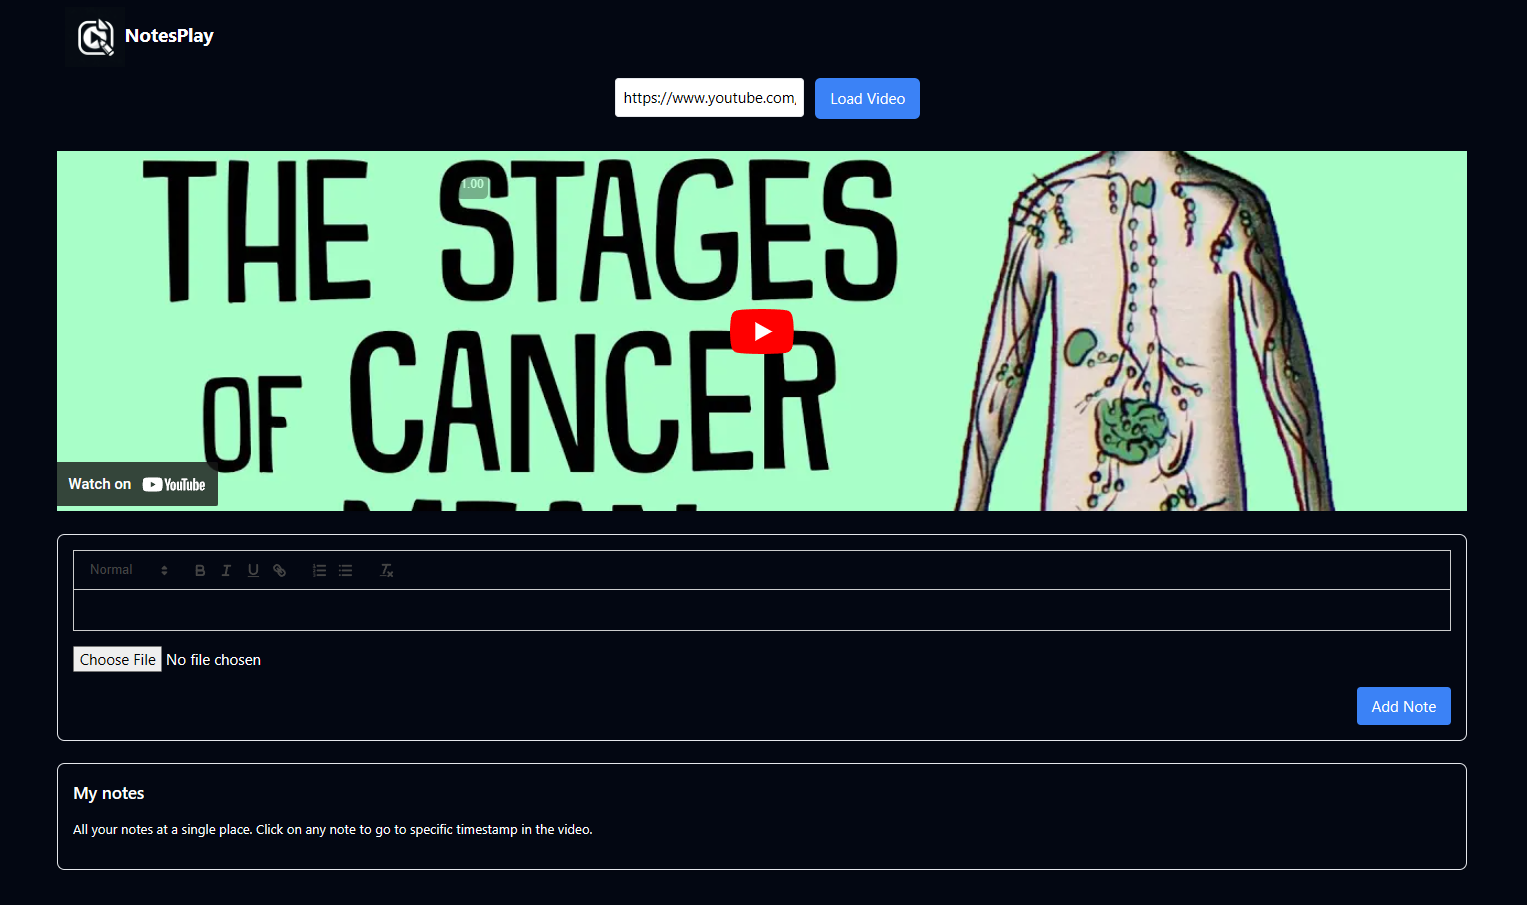 NotesPlay
https://www.youtube.com/
Load Video
THE STAGES
1.00
OF CANCER
MEAN
Watch on YouTube
Normal
B I U
Choose File No file chosen
Add Note
My notes
All your notes at a single place. Click on any note to go to specific timestamp in the video.